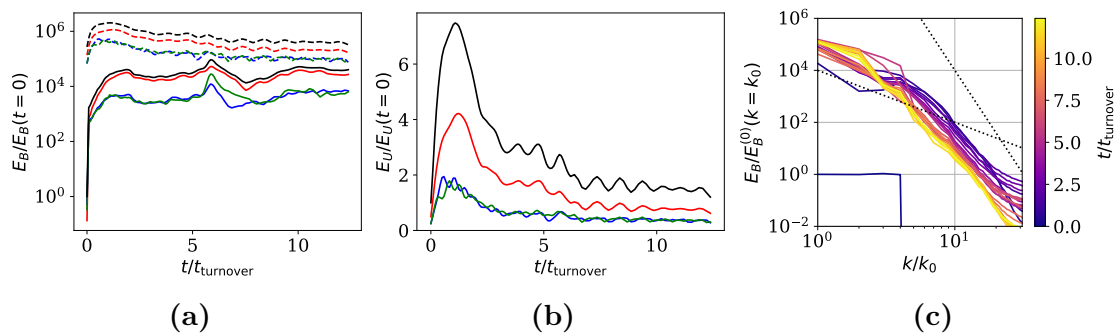 10^6
10^4
10^2
10^0
E_B/E_B(t = 0)
0
5
10
t/t_turnover
(a)
6
4
2
0
E_U/E_U(t = 0)
0
5
10
t/t_turnover
(b)
10^6
10^4
10^2
10^0
10^−2
E_B/E_B^(0)(k = k_0)
10^0
10^1
k/k_0
(c)
10.0
7.5
5.0
2.5
0.0
t/t_turnover